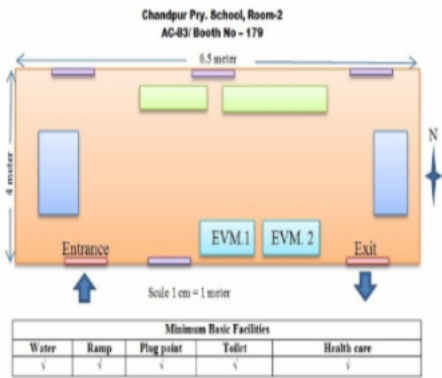 Chandpur Pry. School, Room-2
AC-83/ Booth No – 179
6.5 meter
4 meter
N
EVM.1 EVM. 2
Entrance Exit
Scale 1 cm = 1 meter
Minimum Basic Facilities
Water Ramp Plug point Toilet Health care
√ √ √ √ √